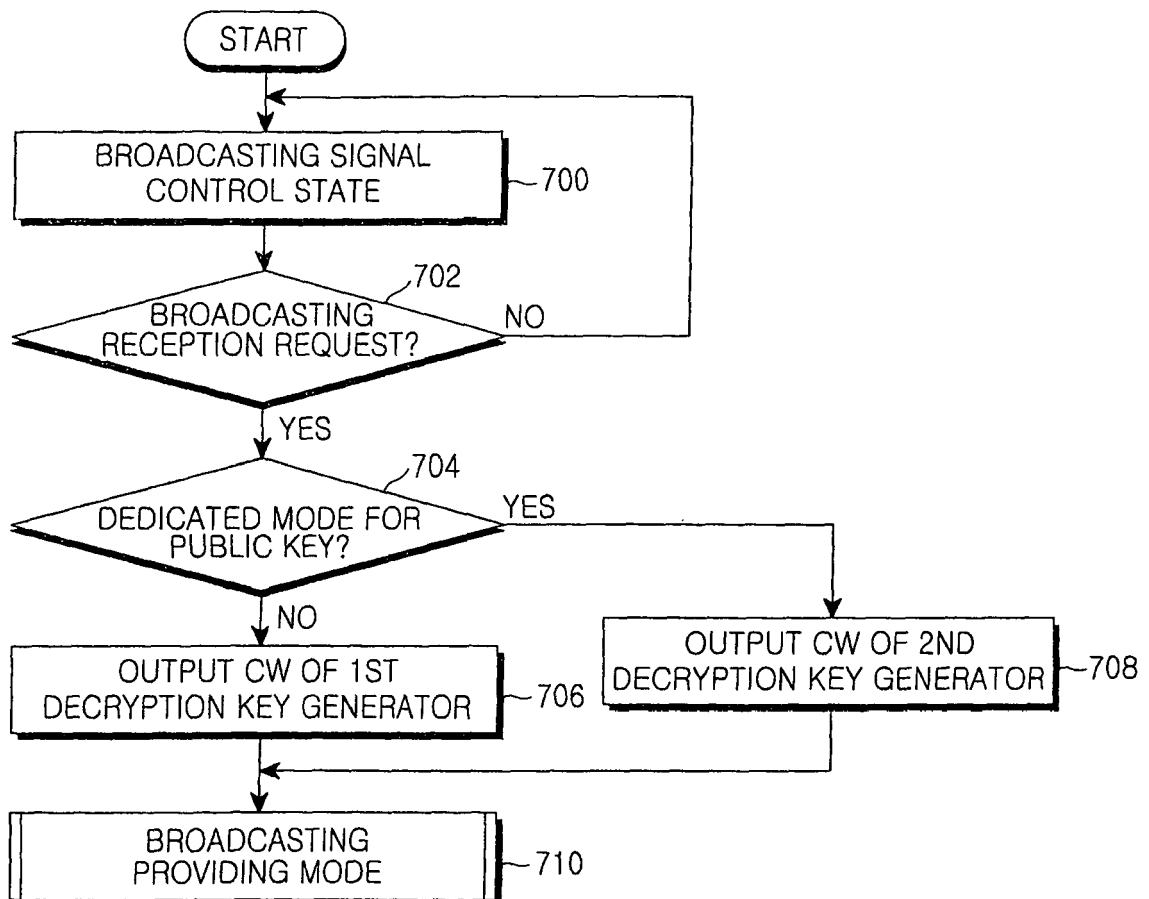 START
BROADCASTING SIGNAL
CONTROL STATE
700
702
BROADCASTING
RECEPTION REQUEST?
NO
YES
704
DEDICATED MODE FOR
PUBLIC KEY?
YES
NO
OUTPUT CW OF 1ST
DECRYPTION KEY GENERATOR
706
OUTPUT CW OF 2ND
DECRYPTION KEY GENERATOR
708
BROADCASTING
PROVIDING MODE
710